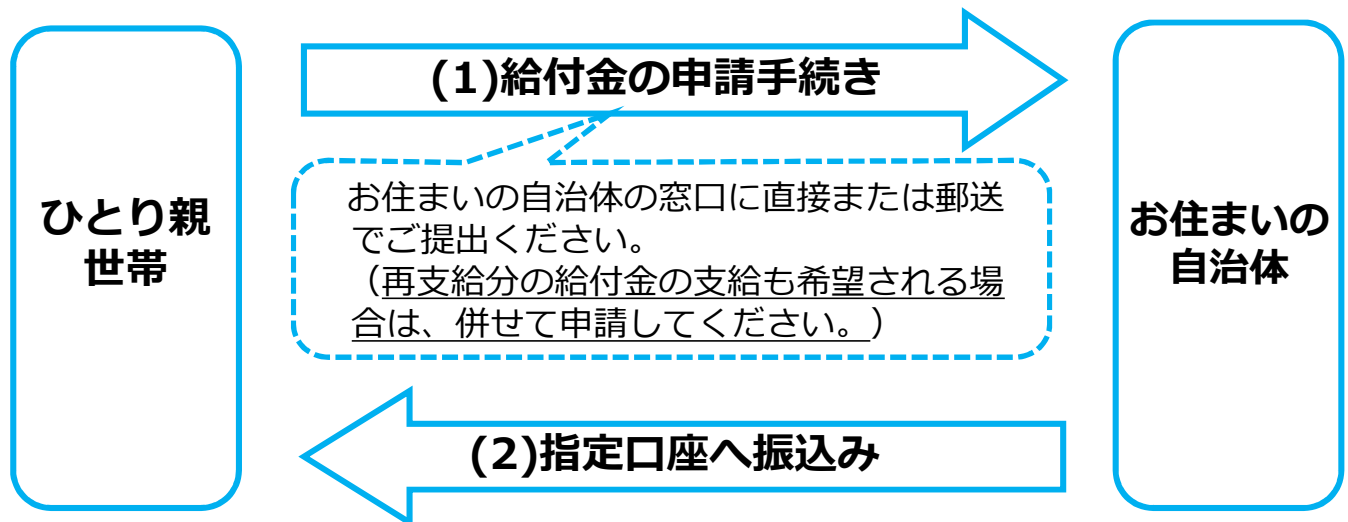 (1)給付金の申請手続き
ひとり親
世帯
お住まいの自治体の窓口に直接または郵送
でご提出ください。
(再支給分の給付金の支給も希望される場
合は、併せて申請してください。)
お住まいの
自治体
(2)指定口座へ振込み